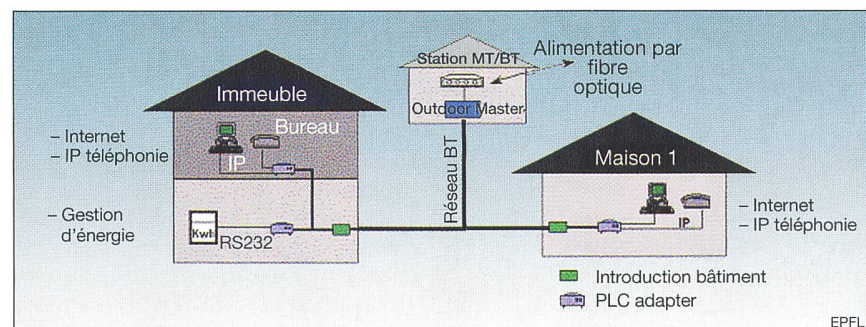 Station MT/BT
Alimentation par
fibre
optique
Outdoor Master
Immeuble
Bureau
– Internet
– IP téléphonie
IP
– Gestion
d'énergie
Kwh
RS232
Réseau BT
Maison 1
IP
– Internet
– IP téléphonie
Introduction bâtiment
PLC adapter
EPFL